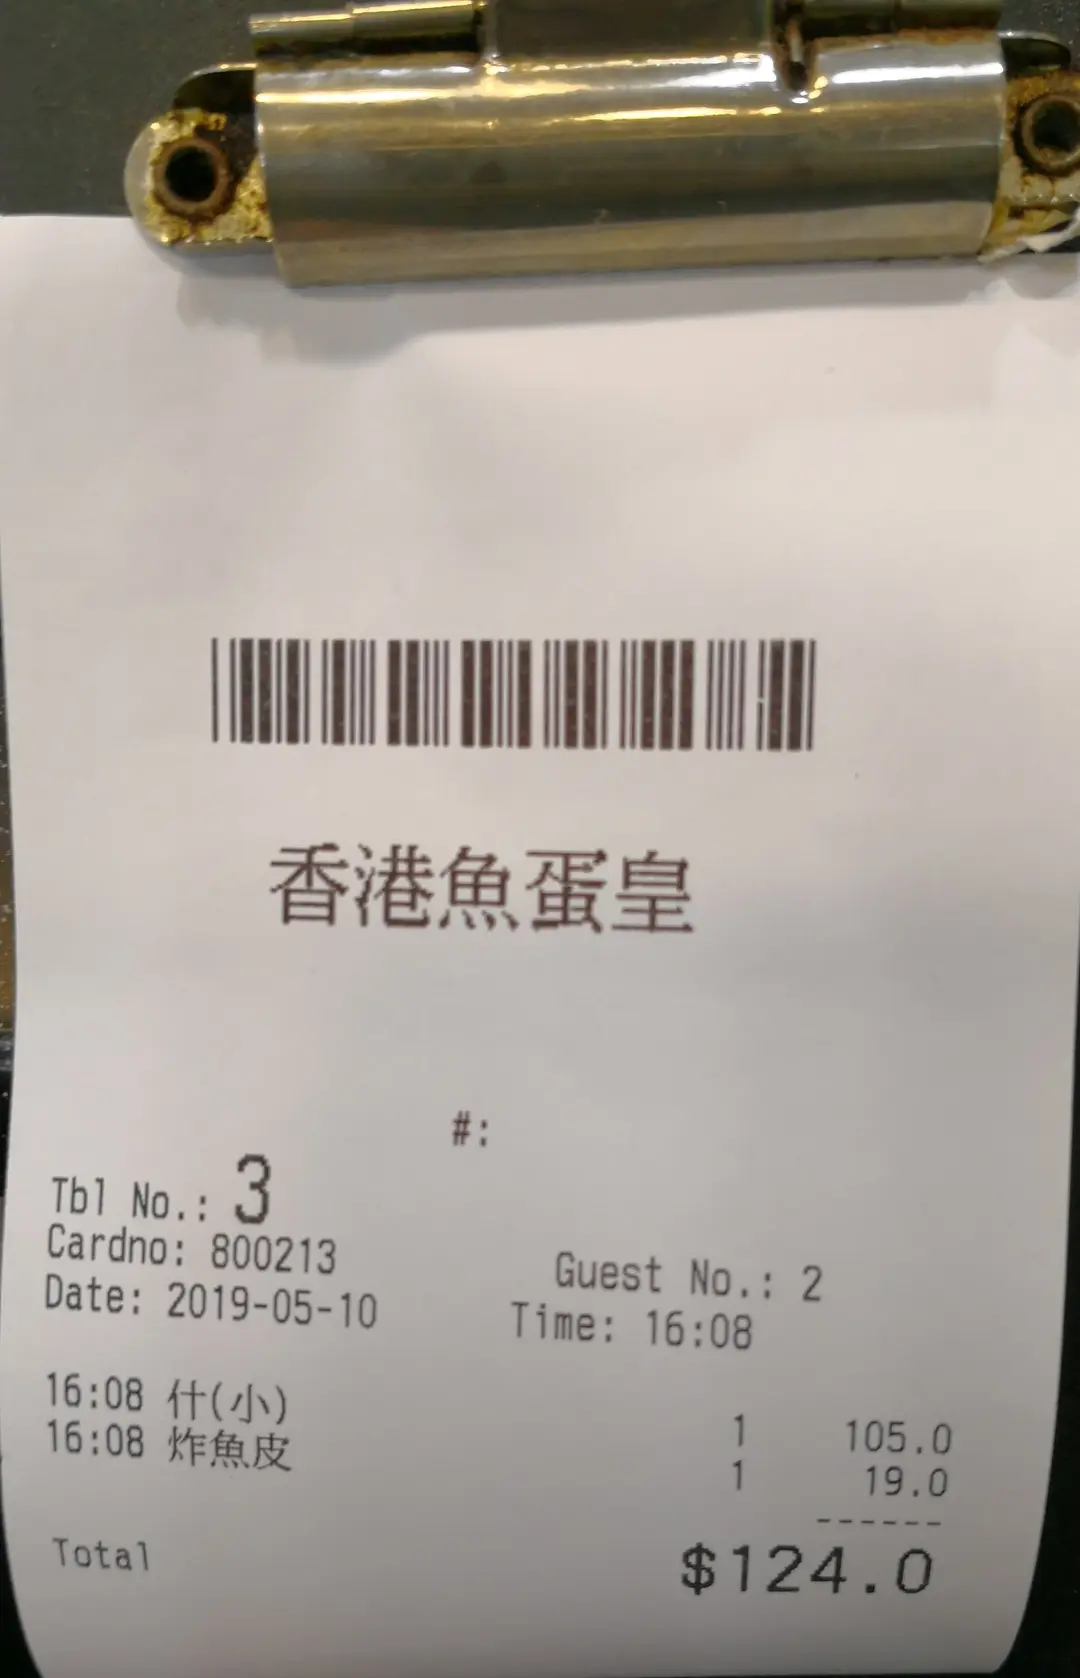 香港魚蛋皇
#:
Tbl No.: 3
Cardno: 800213 Guest No.: 2
Date: 2019-05-10 Time: 16:08
16:08 什(小) 1 105.0
16:08 炸魚皮 1 19.0
------
Total $124.0